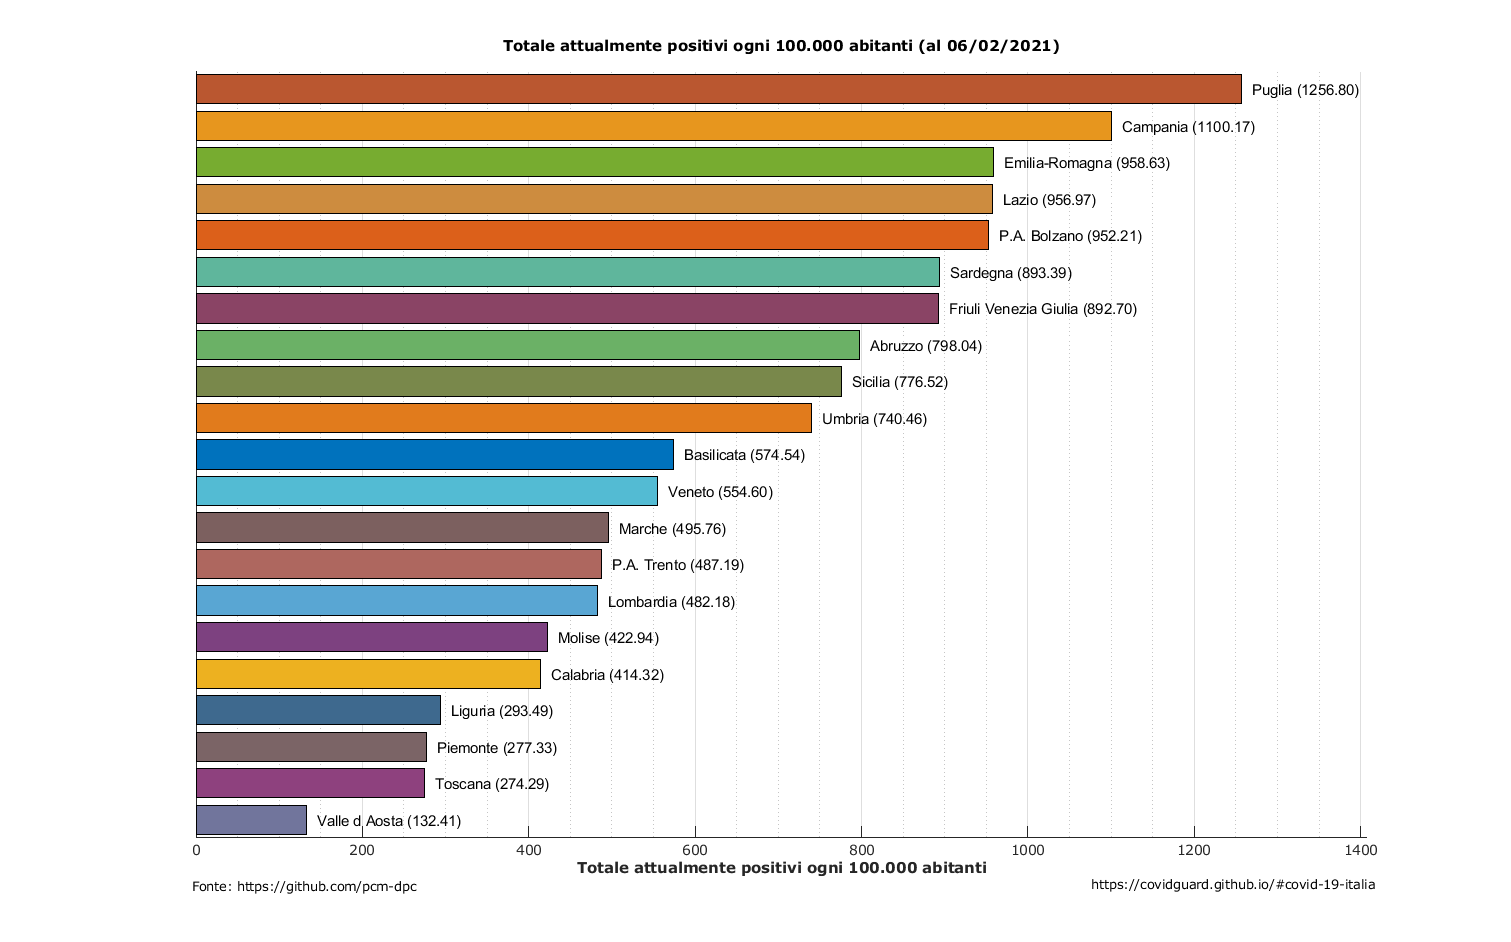 Totale attualmente positivi ogni 100.000 abitanti (al 06/02/2021)
Puglia (1256.80)
Campania (1100.17)
Emilia-Romagna (958.63)
Lazio (956.97)
P.A. Bolzano (952.21)
Sardegna (893.39)
Friuli Venezia Giulia (892.70)
Abruzzo (798.04)
Sicilia (776.52)
Umbria (740.46)
Basilicata (574.54)
Veneto (554.60)
Marche (495.76)
P.A. Trento (487.19)
Lombardia (482.18)
Molise (422.94)
Calabria (414.32)
Liguria (293.49)
Piemonte (277.33)
Toscana (274.29)
Valle d Aosta (132.41)
0 200 400 600 800 1000 1200 1400
Totale attualmente positivi ogni 100.000 abitanti
Fonte: https://github.com/pcm-dpc
https://covidguard.github.io/#covid-19-italia